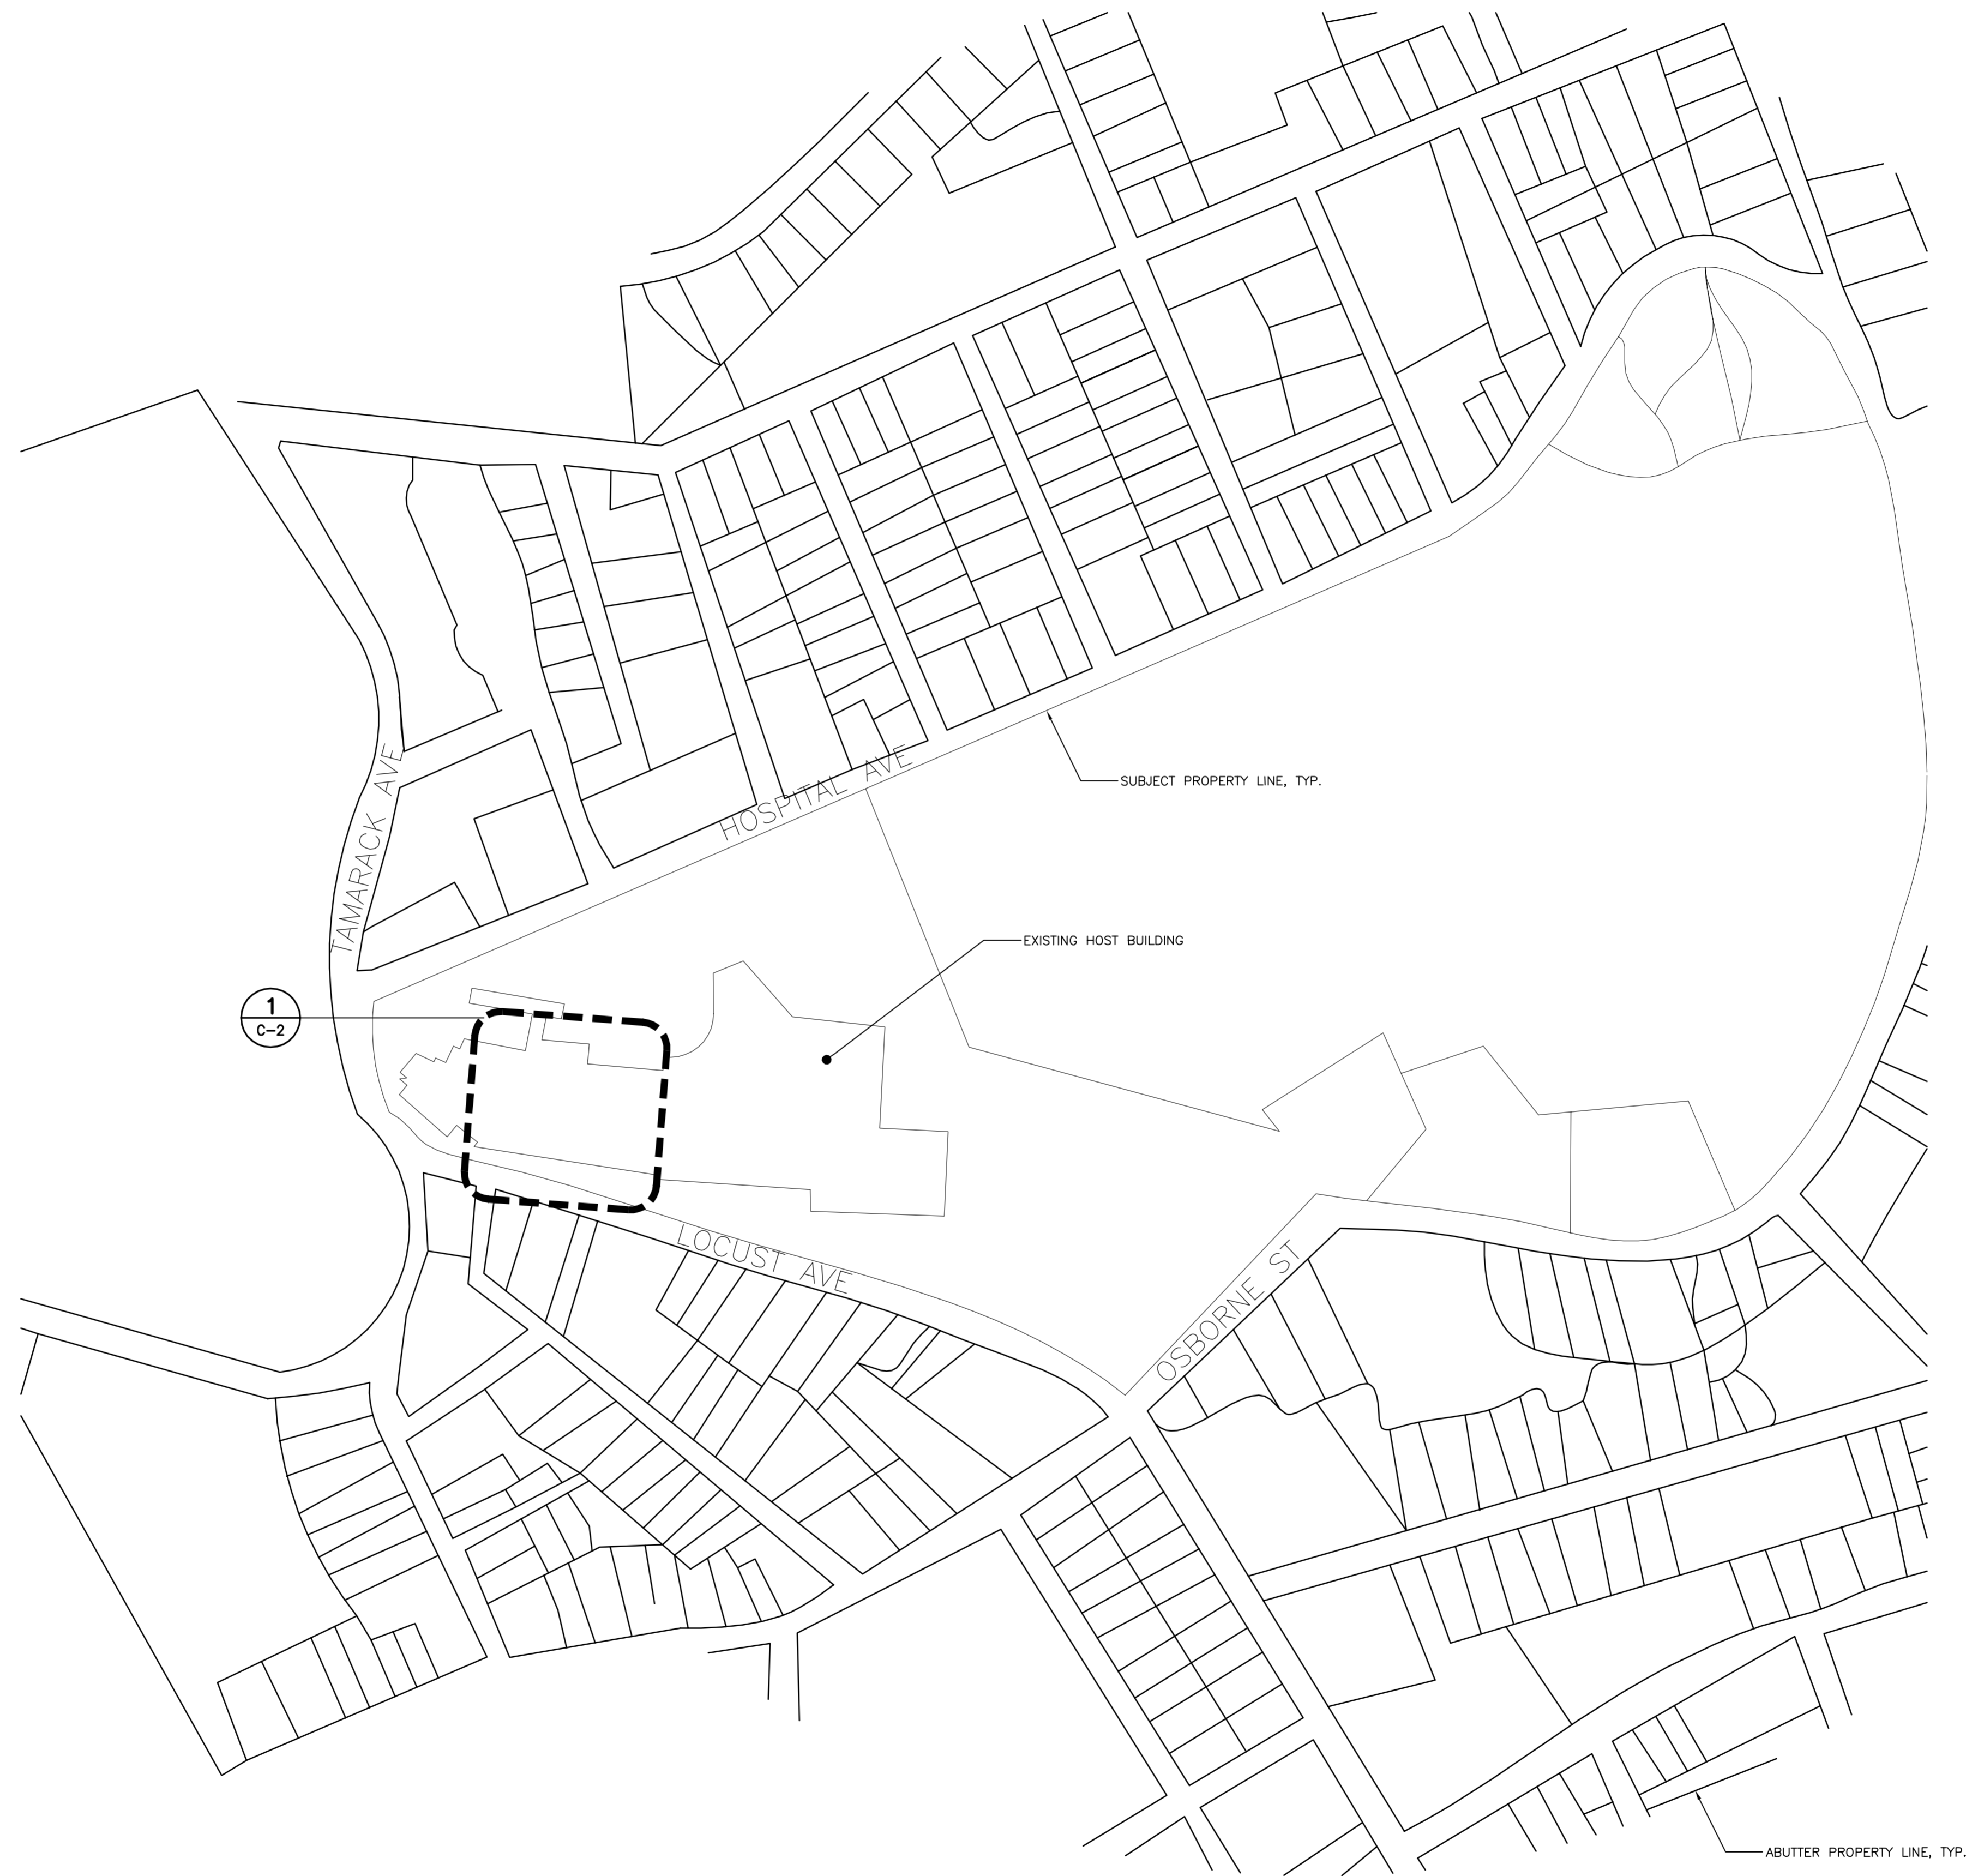 HOSPITAL AVE
TAMARACK AVE
SUBJECT PROPERTY LINE, TYP.
EXISTING HOST BUILDING
1
C-2
LOCUST AVE
OSBORNE ST
ABUTTER PROPERTY LINE, TYP.